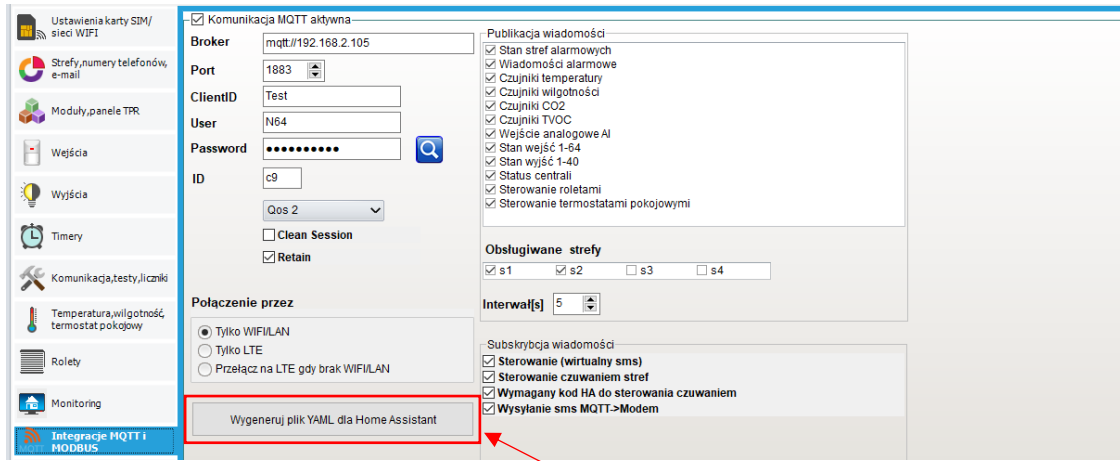 Ustawienia karty SIM/
sieci WIFI
Strefy,numery telefonów,
e-mail
Moduły,panele TPR
Wejścia
Wyjścia
Timery
Komunikacja,testy,liczniki
Temperatura,wilgotność,
termostat pokojowy
Rolety
Monitoring
MQTT
Integracje MQTT i
MODBUS
Komunikacja MQTT aktywna
Broker mqtt://192.168.2.105
Port 1883
ClientID Test
User N64
Password ●●●●●●●●●●
ID c9
Qos 2
Clean Session
Retain
Połączenie przez
Tylko WIFI/LAN
Tylko LTE
Przełącz na LTE gdy brak WIFI/LAN
Wygeneruj plik YAML dla Home Assistant
Publikacja wiadomości
Stan stref alarmowych
Wiadomości alarmowe
Czujniki temperatury
Czujniki wilgotności
Czujniki CO2
Czujniki TVOC
Wejście analogowe AI
Stan wejść 1-64
Stan wyjść 1-40
Status centrali
Sterowanie roletami
Sterowanie termostatami pokojowymi
Obsługiwane strefy
s1 s2 s3 s4
Interwał[s] 5
Subskrybcja wiadomości
Sterowanie (wirtualny sms)
Sterowanie czuwaniem stref
Wymagany kod HA do sterowania czuwaniem
Wysyłanie sms MQTT->Modem